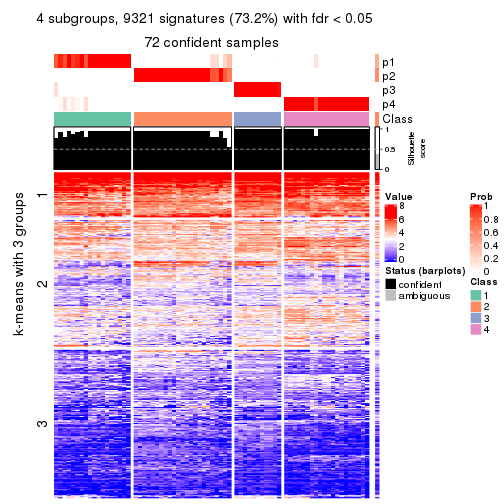 4 subgroups, 9321 signatures (73.2%) with fdr < 0.05
72 confident samples
p1
p2
p3
p4
Class
1
0.5
0
Silhouette
score
k-means with 3 groups
1
2
3
Value
8
6
4
2
0
Status (barplots)
confident
ambiguous
Prob
1
0.8
0.6
0.4
0.2
0
Class
1
2
3
4